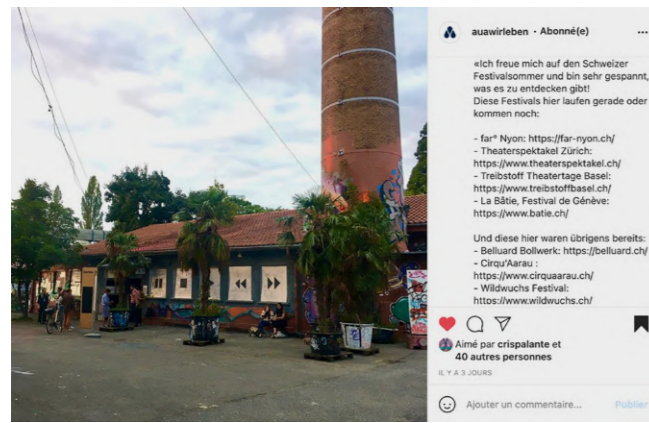 auawirleben • Abonné(e)
...
«Ich freue mich auf den Schweizer
Festivalsommer und bin sehr gespannt,
was es zu entdecken gibt!
Diese Festivals hier laufen gerade oder
kommen noch:
- far° Nyon: https://far-nyon.ch/
- Theaterspektakel Zürich:
https://www.theaterspektakel.ch/
- Treibstoff Theatertage Basel:
https://www.treibstoffbasel.ch/
- La Bâtie, Festival de Génève:
https://www.batie.ch/
Und diese hier waren übrigens bereits:
- Belluard Bollwerk: https://belluard.ch/
- Cirqu'Aarau :
https://www.cirquaarau.ch/
- Wildwuchs Festival:
https://www.wildwuchs.ch/
Aimé par crispalante et
40 autres personnes
IL Y A 3 JOURS
Ajouter un commentaire...
Publier